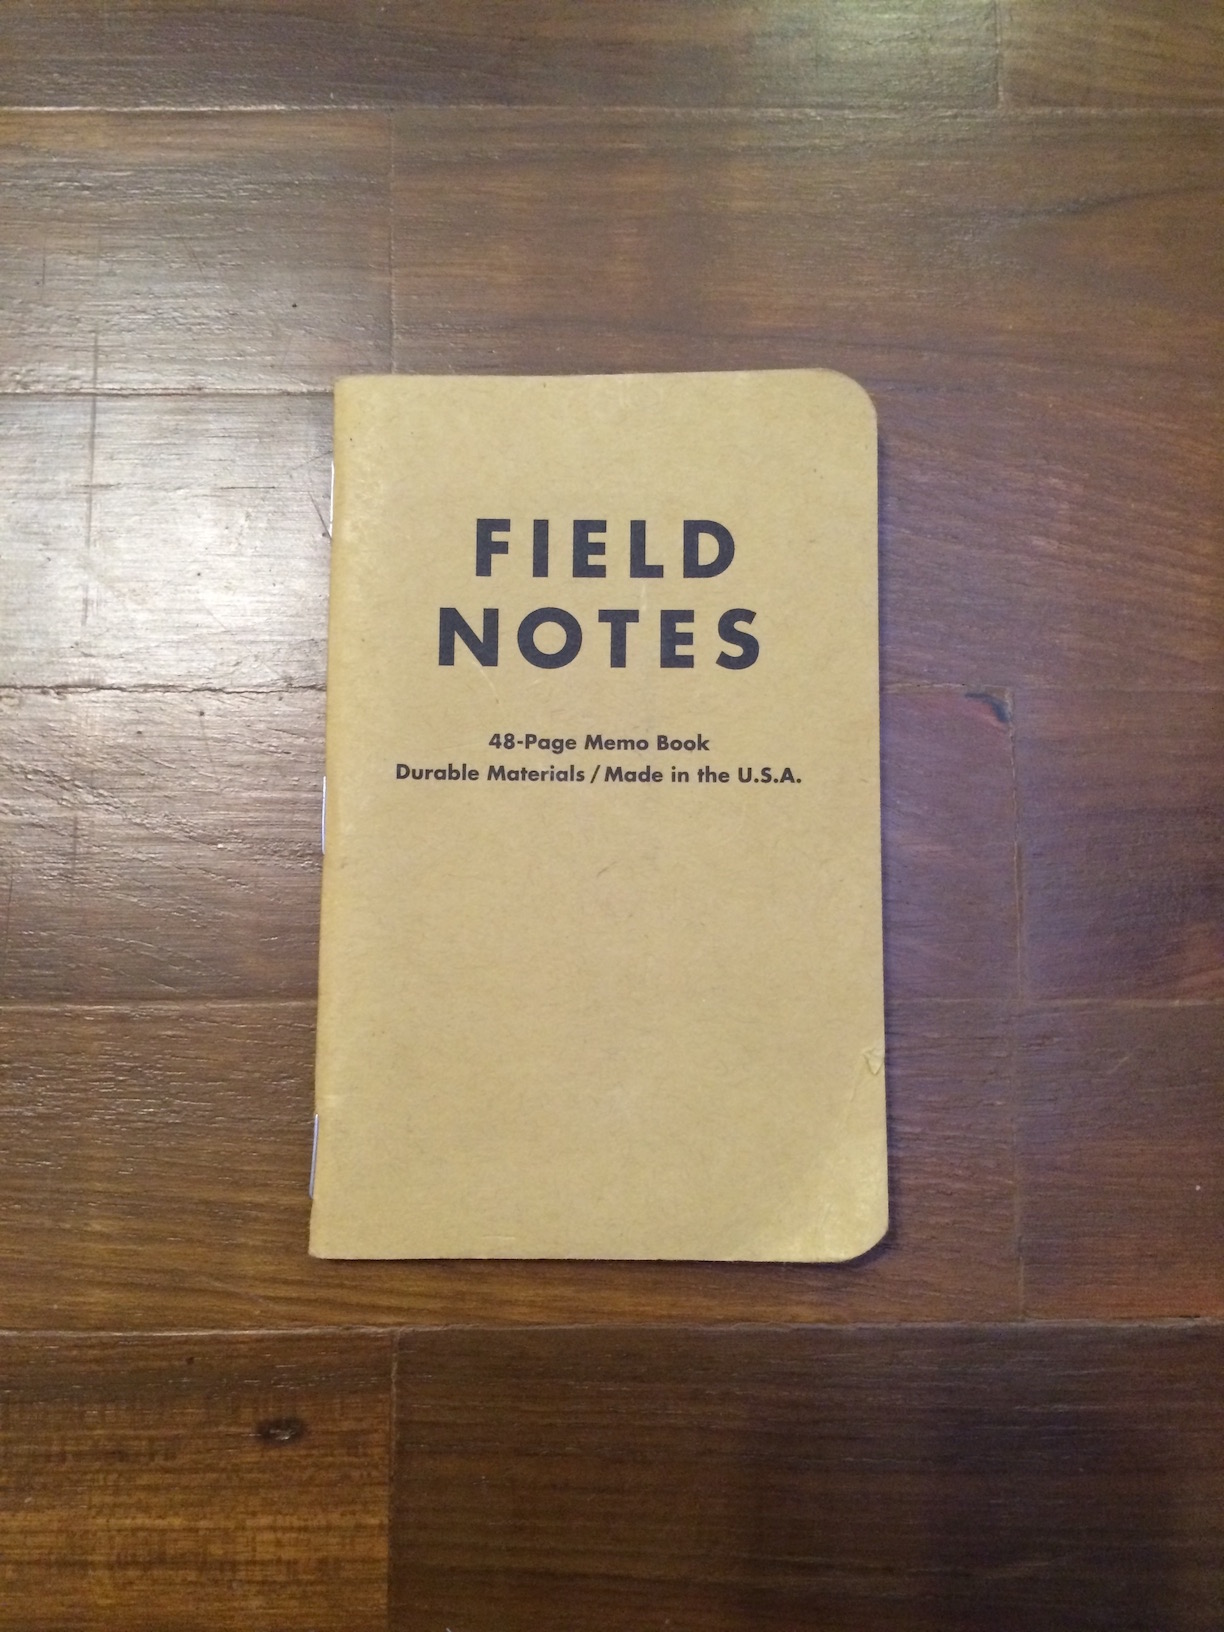 FIELD
NOTES
48-Page Memo Book
Durable Materials / Made in the U.S.A.